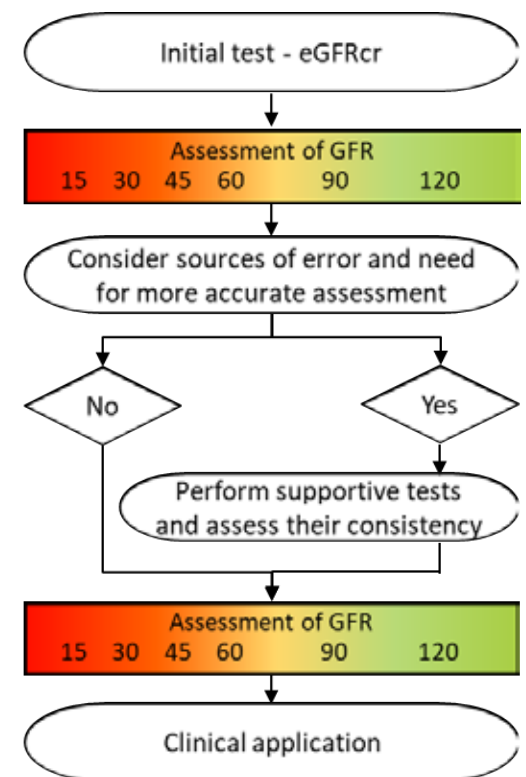 Initial test - eGFRcr
Assessment of GFR
15 30 45 60 90 120
Consider sources of error and need
for more accurate assessment
No
Yes
Perform supportive tests
and assess their consistency
Assessment of GFR
15 30 45 60 90 120
Clinical application